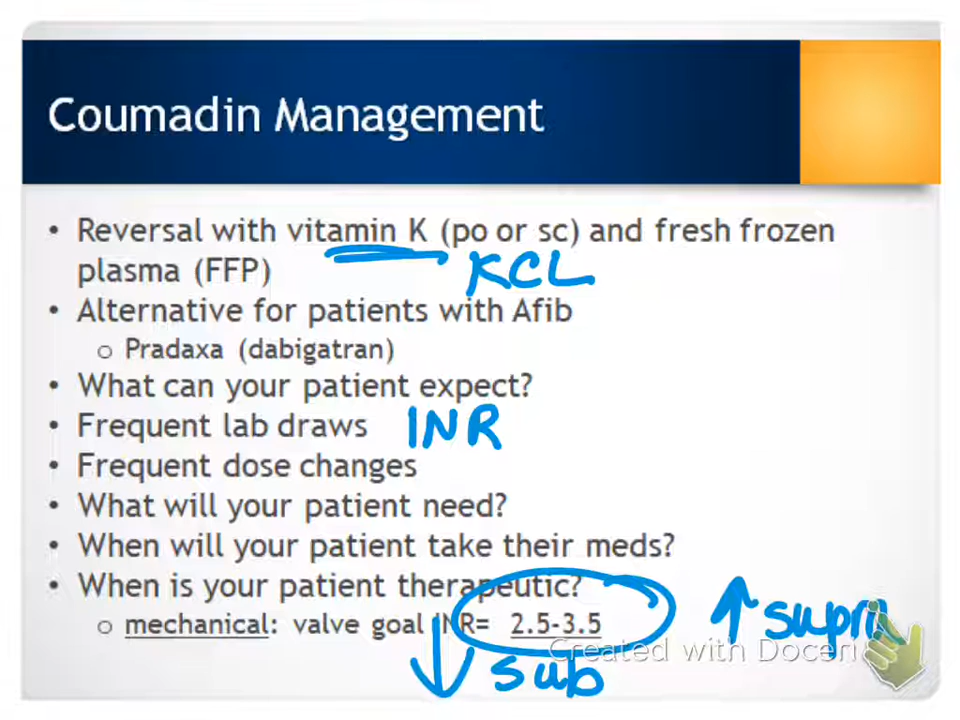 Coumadin Management
• Reversal with vitamin K (po or sc) and fresh frozen
plasma (FFP)
KCL
• Alternative for patients with Afib
o Pradaxa (dabigatran)
• What can your patient expect?
• Frequent lab draws INR
• Frequent dose changes
• What will your patient need?
• When will your patient take their meds?
• When is your patient therapeutic?
o mechanical: valve goal INR= 2.5-3.5
↑ supra
Created with Doceri
↓ sub